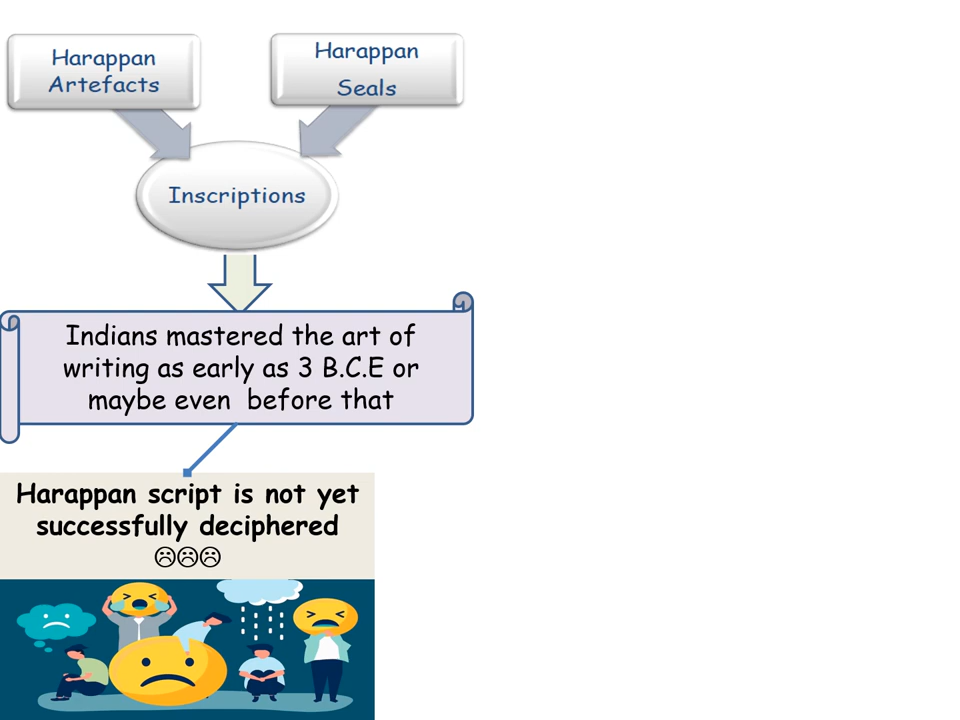 Harappan
Artefacts
Harappan
Seals
Inscriptions
Indians mastered the art of
writing as early as 3 B.C.E or
maybe even before that
Harappan script is not yet
successfully deciphered
☹☹☹